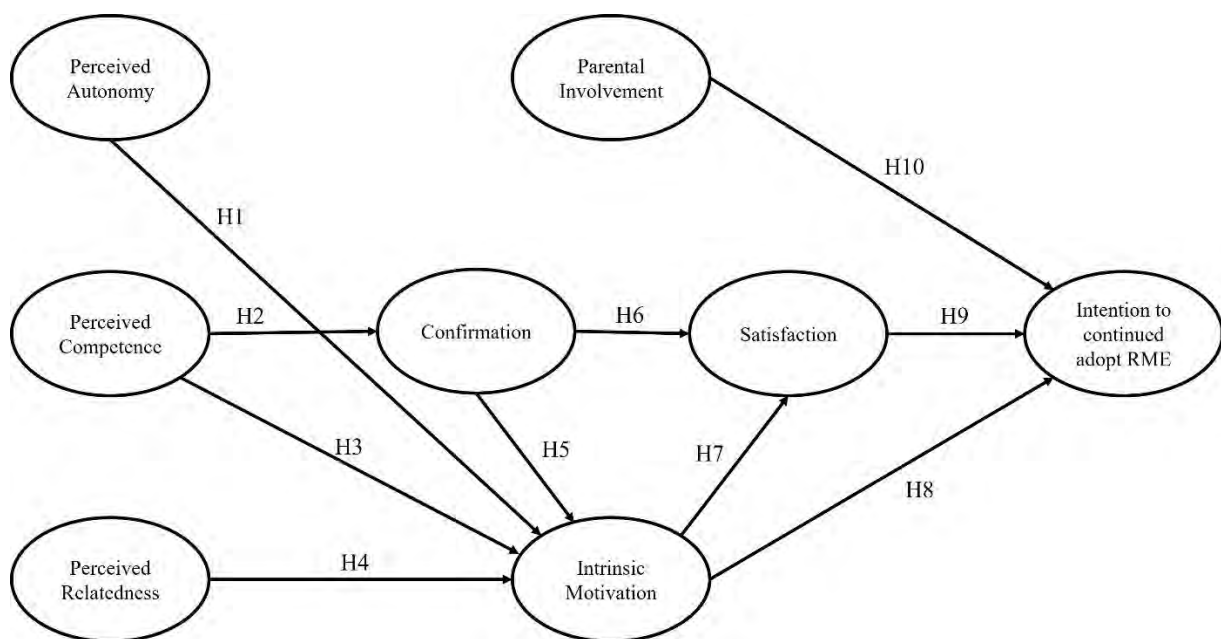 Perceived
Autonomy
Parental
Involvement
H10
H1
Perceived
Competence
H2
Confirmation
H6
Satisfaction
H9
Intention to
continued
adopt RME
H3
H5
H7
H8
Perceived
Relatedness
H4
Intrinsic
Motivation